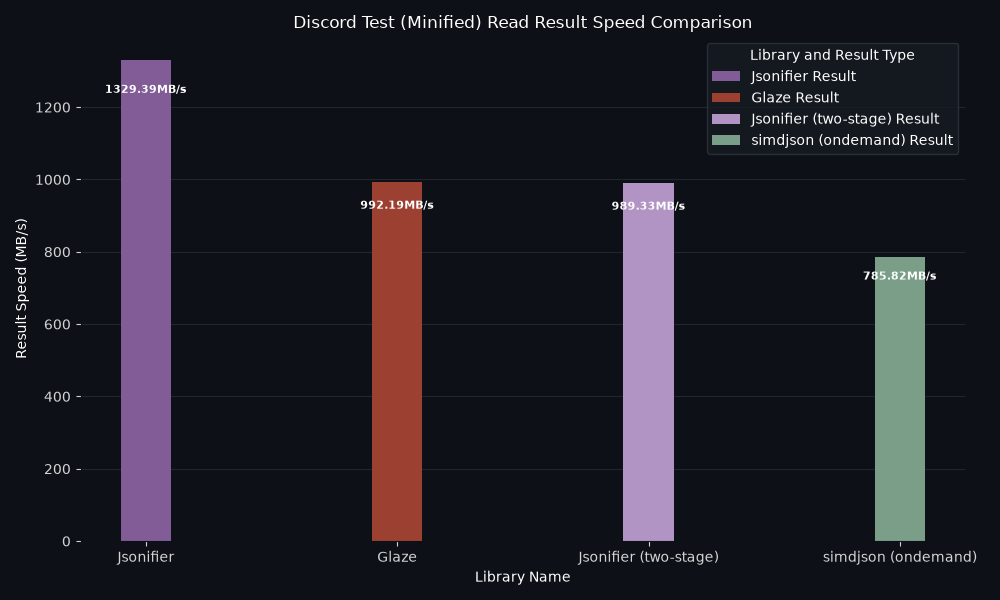 Discord Test (Minified) Read Result Speed Comparison
Library and Result Type
Jsonifier Result
Glaze Result
Jsonifier (two-stage) Result
simdjson (ondemand) Result
1329.39MB/s
992.19MB/s
989.33MB/s
785.82MB/s
Result Speed (MB/s)
1200
1000
800
600
400
200
0
Jsonifier
Glaze
Jsonifier (two-stage)
simdjson (ondemand)
Library Name